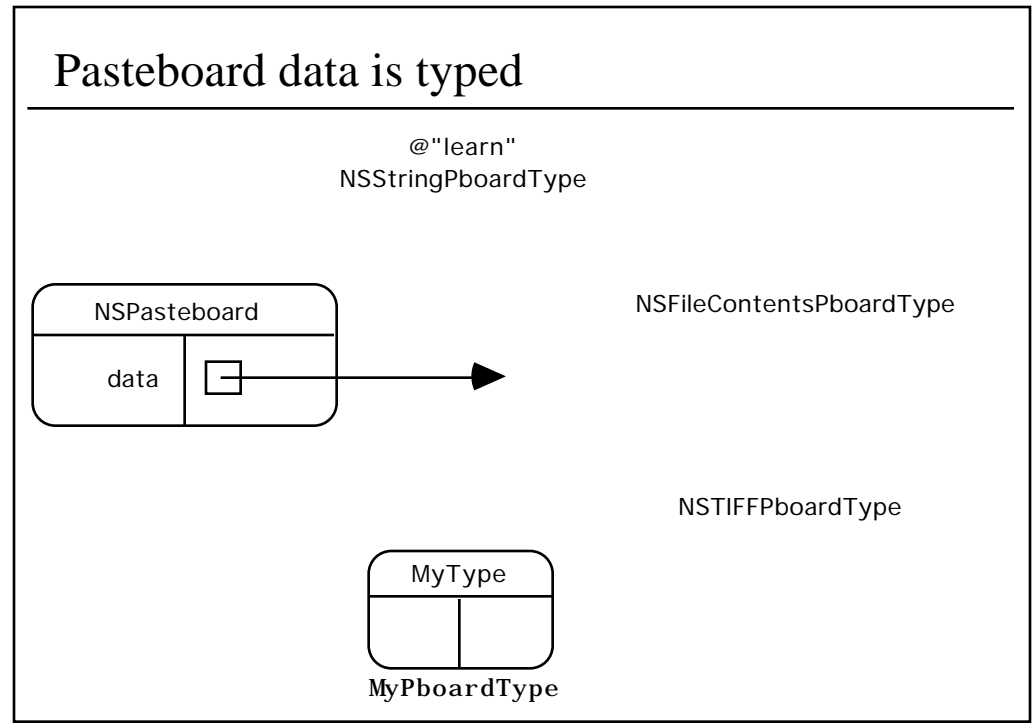 Pasteboard data is typed
@"learn"
NSStringPboardType
NSPasteboard
NSFileContentsPboardType
data
NSTIFFPboardType
MyType
MyPboardType